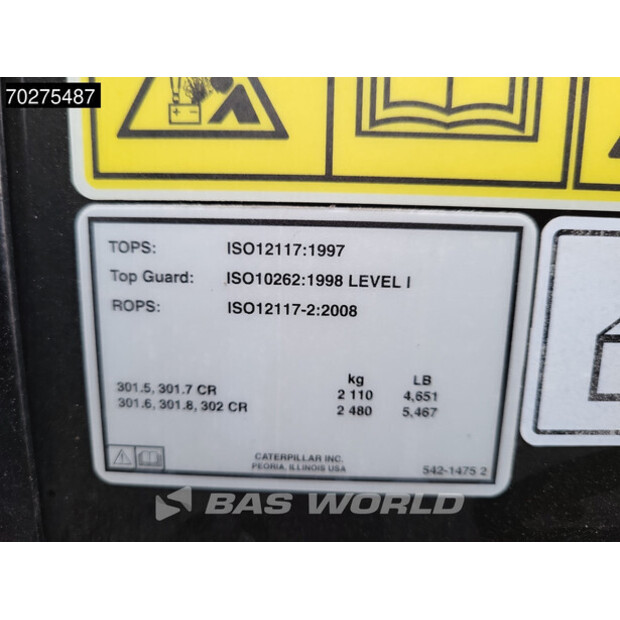 70275487
TOPS: ISO12117:1997
Top Guard: ISO10262:1998 LEVEL I
ROPS: ISO12117-2:2008
kg LB
301.5, 301.7 CR 2 110 4,651
301.6, 301.8, 302 CR 2 480 5,467
CATERPILLAR INC.
PEORIA, ILLINOIS USA
542-1475 2
BAS WORLD